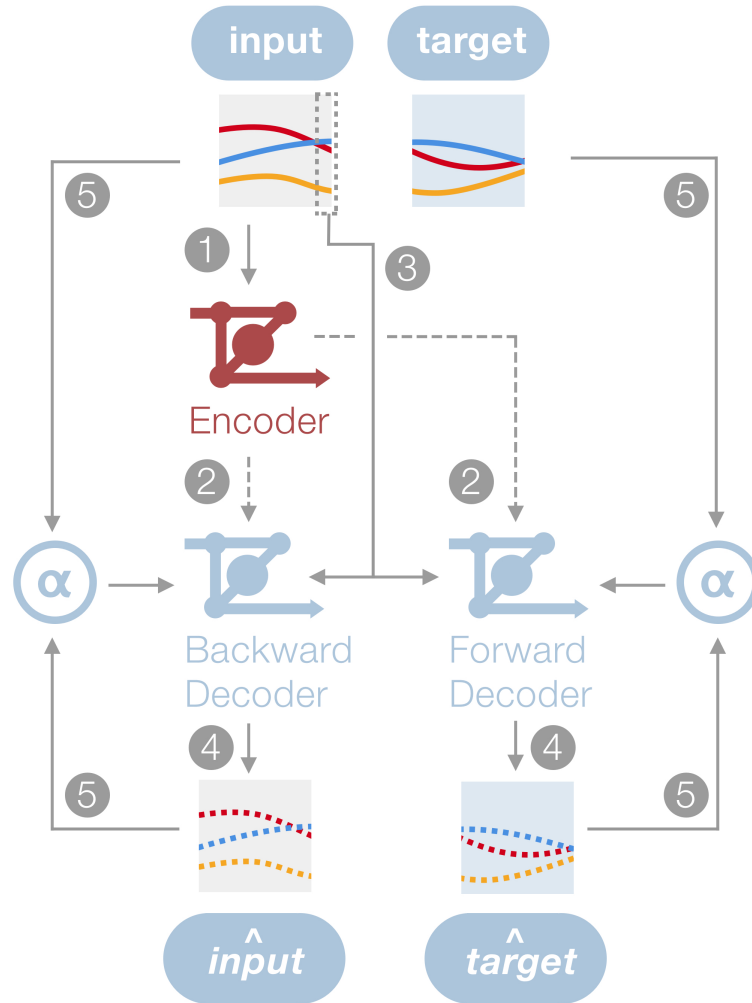 input
target
5
5
1
3
Encoder
2
2
α
α
Backward
Decoder
Forward
Decoder
4
4
5
5
^
input
^
target